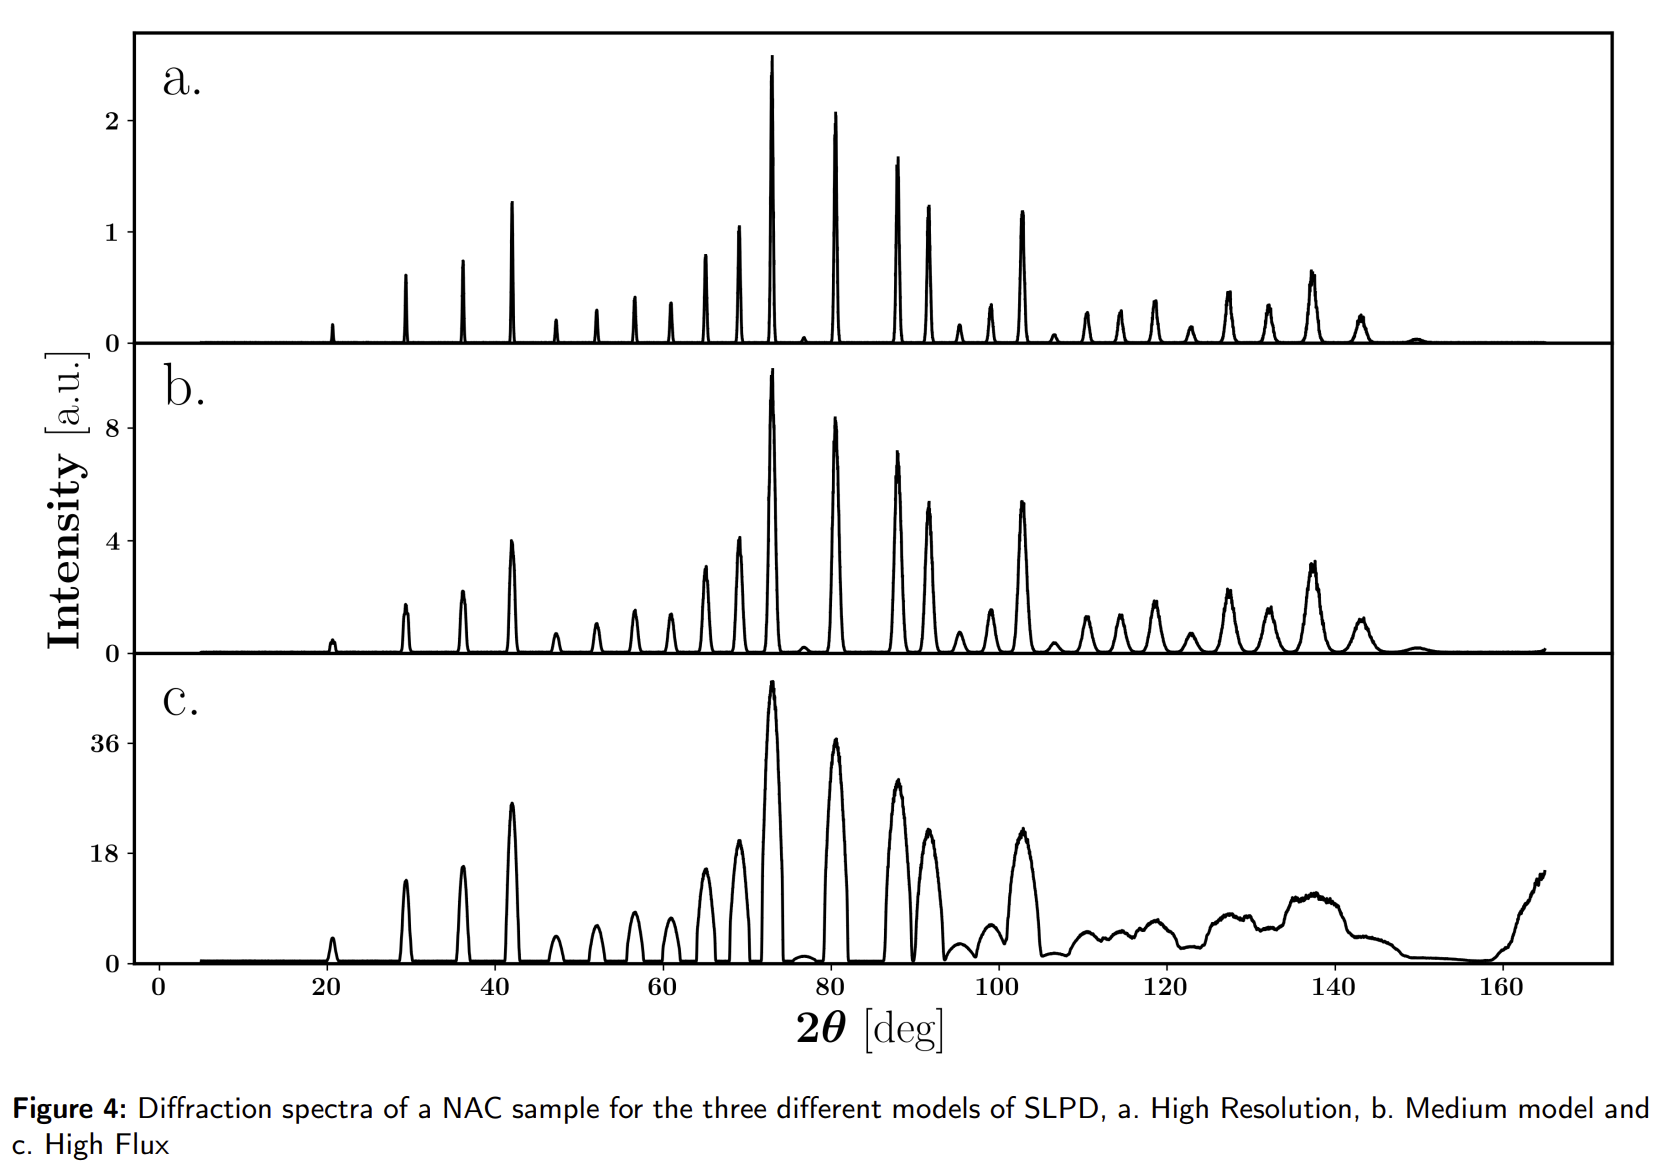 a.
2
1
0
b.
8
4
0
c.
36
18
0
Intensity [a.u.]
0 20 40 60 80 100 120 140 160
2θ [deg]
Figure 4: Diffraction spectra of a NAC sample for the three different models of SLPD, a. High Resolution, b. Medium model and
c. High Flux